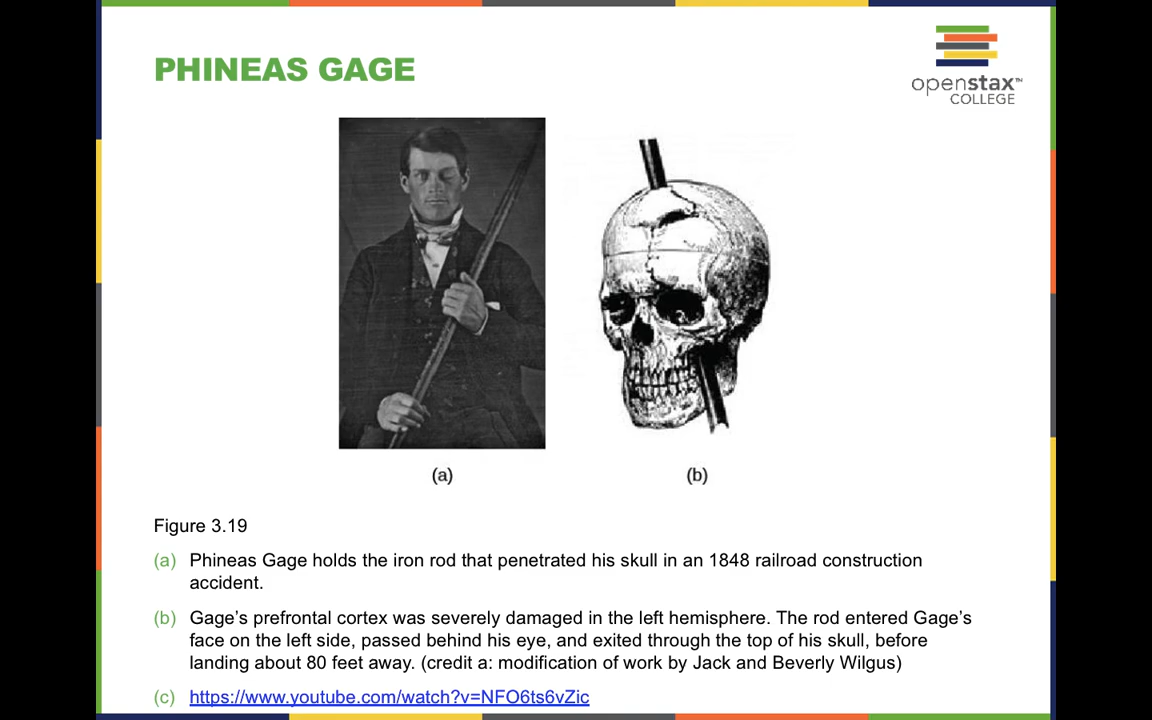 PHINEAS GAGE
openstax™
COLLEGE
(a)
(b)
Figure 3.19
(a) Phineas Gage holds the iron rod that penetrated his skull in an 1848 railroad construction
accident.
(b) Gage’s prefrontal cortex was severely damaged in the left hemisphere. The rod entered Gage’s
face on the left side, passed behind his eye, and exited through the top of his skull, before
landing about 80 feet away. (credit a: modification of work by Jack and Beverly Wilgus)
(c) https://www.youtube.com/watch?v=NFO6ts6vZic